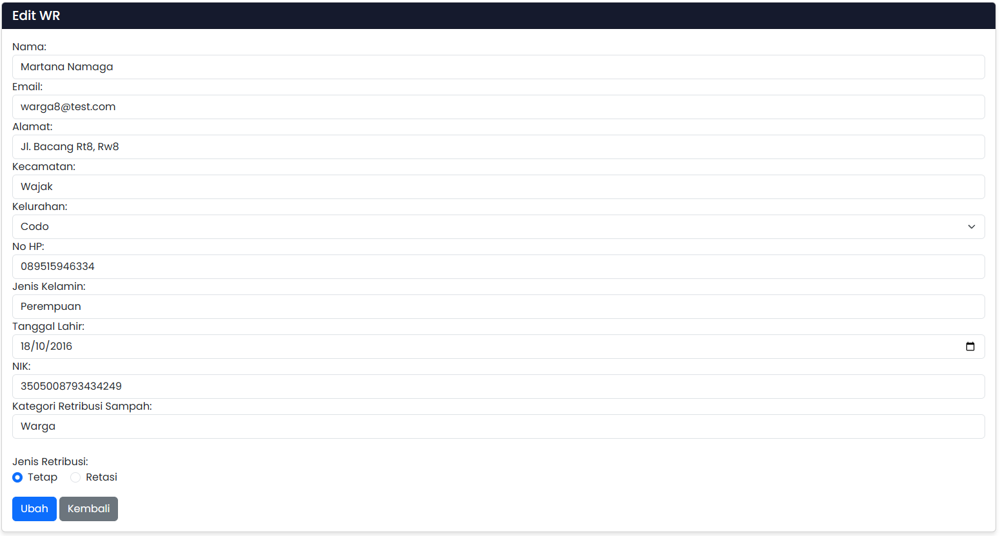 Edit WR
Nama:
Martana Namaga
Email:
warga8@test.com
Alamat:
Jl. Bacang Rt8, Rw8
Kecamatan:
Wajak
Kelurahan:
Codo
No HP:
089515946334
Jenis Kelamin:
Perempuan
Tanggal Lahir:
18/10/2016
NIK:
3505008793434249
Kategori Retribusi Sampah:
Warga
Jenis Retribusi:
Tetap Retasi
Ubah Kembali